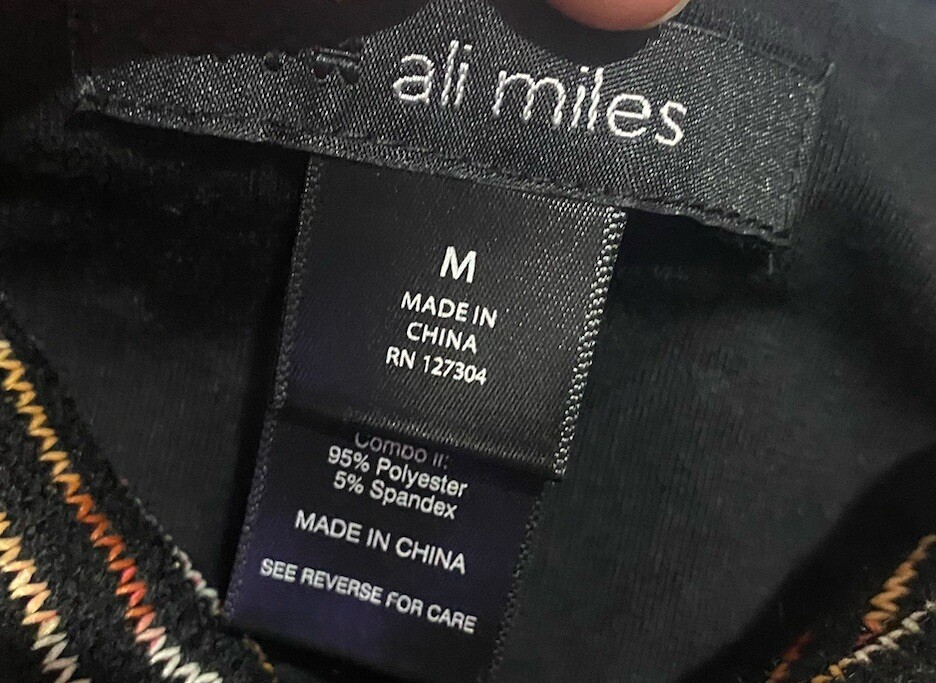 ali miles
M
MADE IN
CHINA
RN 127304
Combo II:
95% Polyester
5% Spandex
MADE IN CHINA
SEE REVERSE FOR CARE